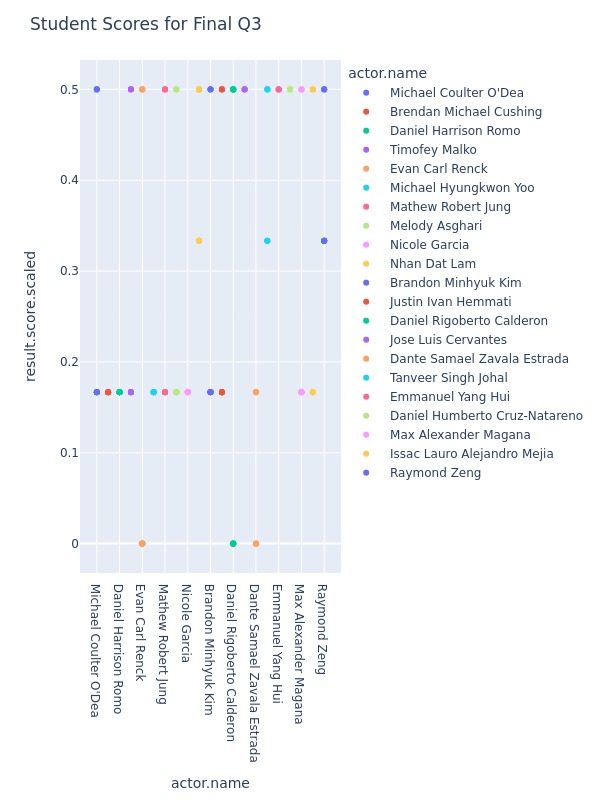 Student Scores for Final Q3
actor.name
Michael Coulter O'Dea
Brendan Michael Cushing
Daniel Harrison Romo
Timofey Malko
Evan Carl Renck
Michael Hyungkwon Yoo
Mathew Robert Jung
Melody Asghari
Nicole Garcia
Nhan Dat Lam
Brandon Minhyuk Kim
Justin Ivan Hemmati
Daniel Rigoberto Calderon
Jose Luis Cervantes
Dante Samael Zavala Estrada
Tanveer Singh Johal
Emmanuel Yang Hui
Daniel Humberto Cruz-Natareno
Max Alexander Magana
Issac Lauro Alejandro Mejia
Raymond Zeng
result.score.scaled
0.5
0.4
0.3
0.2
0.1
0
Michael Coulter O'Dea
Daniel Harrison Romo
Evan Carl Renck
Mathew Robert Jung
Nicole Garcia
Brandon Minhyuk Kim
Daniel Rigoberto Calderon
Dante Samael Zavala Estrada
Emmanuel Yang Hui
Max Alexander Magana
Raymond Zeng
actor.name